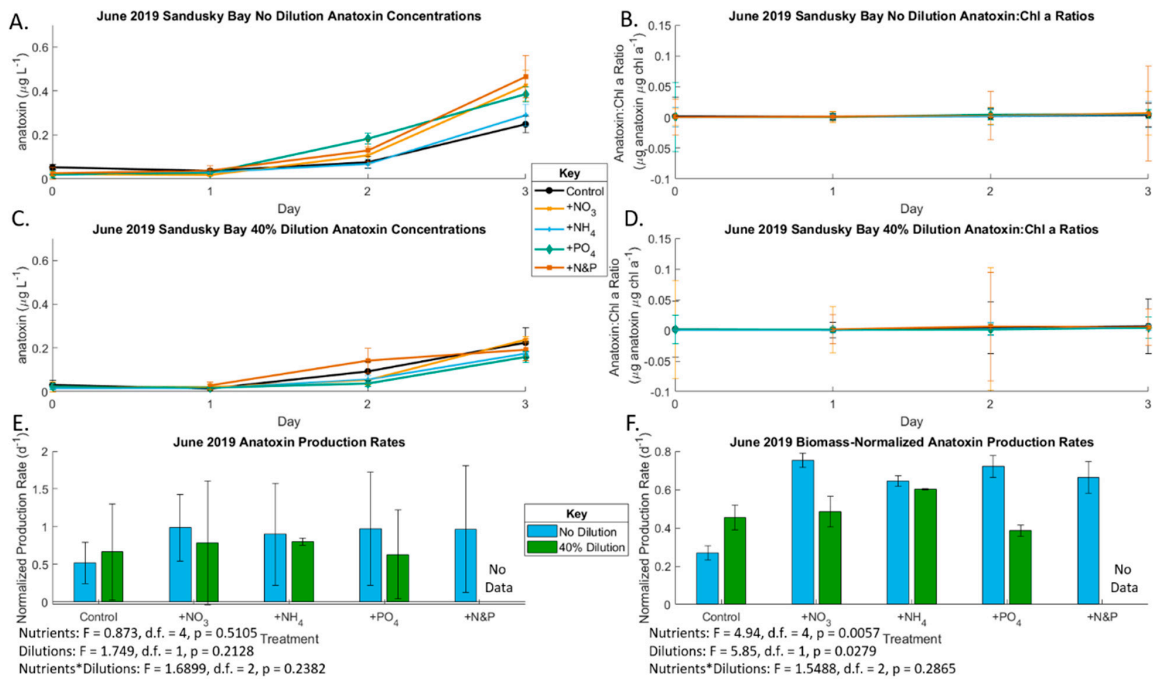 A.
June 2019 Sandusky Bay No Dilution Anatoxin Concentrations
anatoxin (μg L⁻¹)
0.6
0.4
0.2
0
0
1
2
3
Day
B.
June 2019 Sandusky Bay No Dilution Anatoxin:Chl a Ratios
Anatoxin:Chl a Ratio
(μg anatoxin μg chl a⁻¹)
0.15
0.1
0.05
0
-0.05
-0.1
0
1
2
3
Day
Key
Control
+NO₃
+NH₄
+PO₄
+N&P
C.
June 2019 Sandusky Bay 40% Dilution Anatoxin Concentrations
anatoxin (μg L⁻¹)
0.6
0.4
0.2
0
0
1
2
3
Day
D.
June 2019 Sandusky Bay 40% Dilution Anatoxin:Chl a Ratios
Anatoxin:Chl a Ratio
(μg anatoxin μg chl a⁻¹)
0.15
0.1
0.05
0
-0.05
-0.1
0
1
2
3
Day
E.
June 2019 Anatoxin Production Rates
Normalized Production Rate (d⁻¹)
2
1.5
1
0.5
0
No
Data
Control
+NO₃
+NH₄
+PO₄
+N&P
Treatment
Nutrients: F = 0.873, d.f. = 4, p = 0.5105
Dilutions: F = 1.749, d.f. = 1, p = 0.2128
Nutrients*Dilutions: F = 1.6899, d.f. = 2, p = 0.2382
Key
No Dilution
40% Dilution
F.
June 2019 Biomass-Normalized Anatoxin Production Rates
Normalized Production Rate (d⁻¹)
0.8
0.6
0.4
0.2
0
No
Data
Control
+NO₃
+NH₄
+PO₄
+N&P
Treatment
Nutrients: F = 4.94, d.f. = 4, p = 0.0057
Dilutions: F = 5.85, d.f. = 1, p = 0.0279
Nutrients*Dilutions: F = 1.5488, d.f. = 2, p = 0.2865